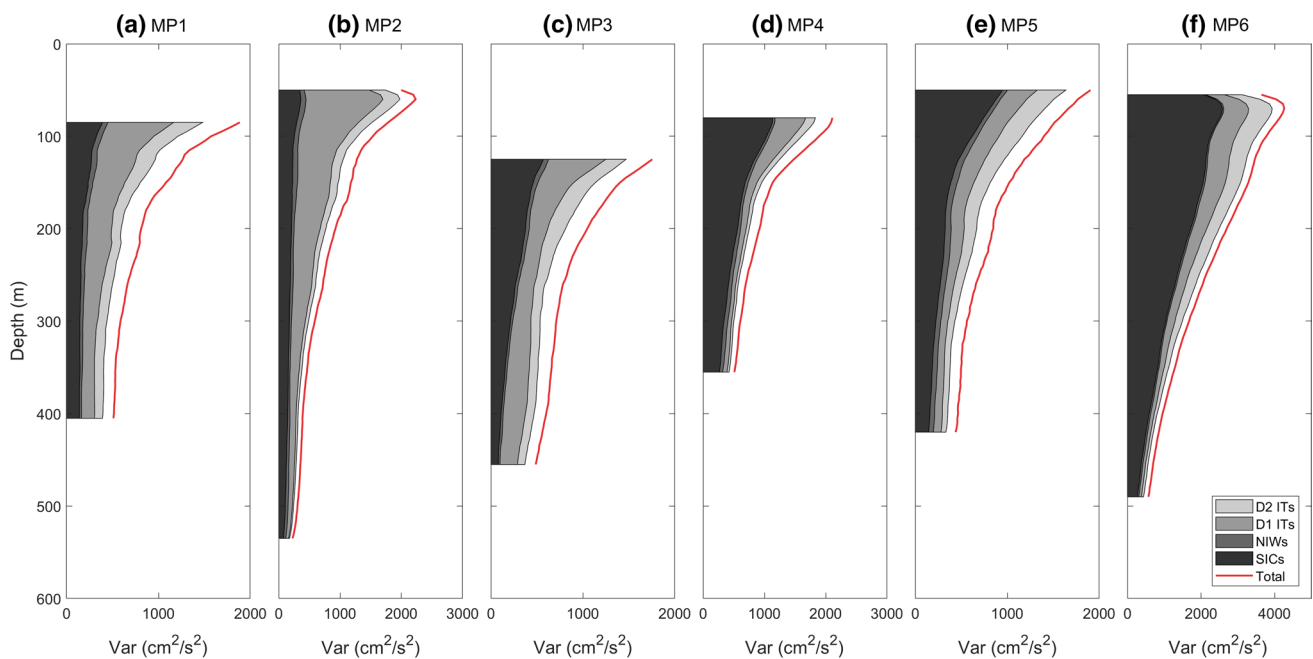 (a) MP1
(b) MP2
(c) MP3
(d) MP4
(e) MP5
(f) MP6
0
100
200
300
400
500
600
Depth (m)
0 1000 2000
0 1000 2000 3000
0 1000 2000
0 1000 2000 3000
0 1000 2000
0 2000 4000
Var (cm²/s²)
Var (cm²/s²)
Var (cm²/s²)
Var (cm²/s²)
Var (cm²/s²)
Var (cm²/s²)
D2 ITs
D1 ITs
NIWs
SICs
Total